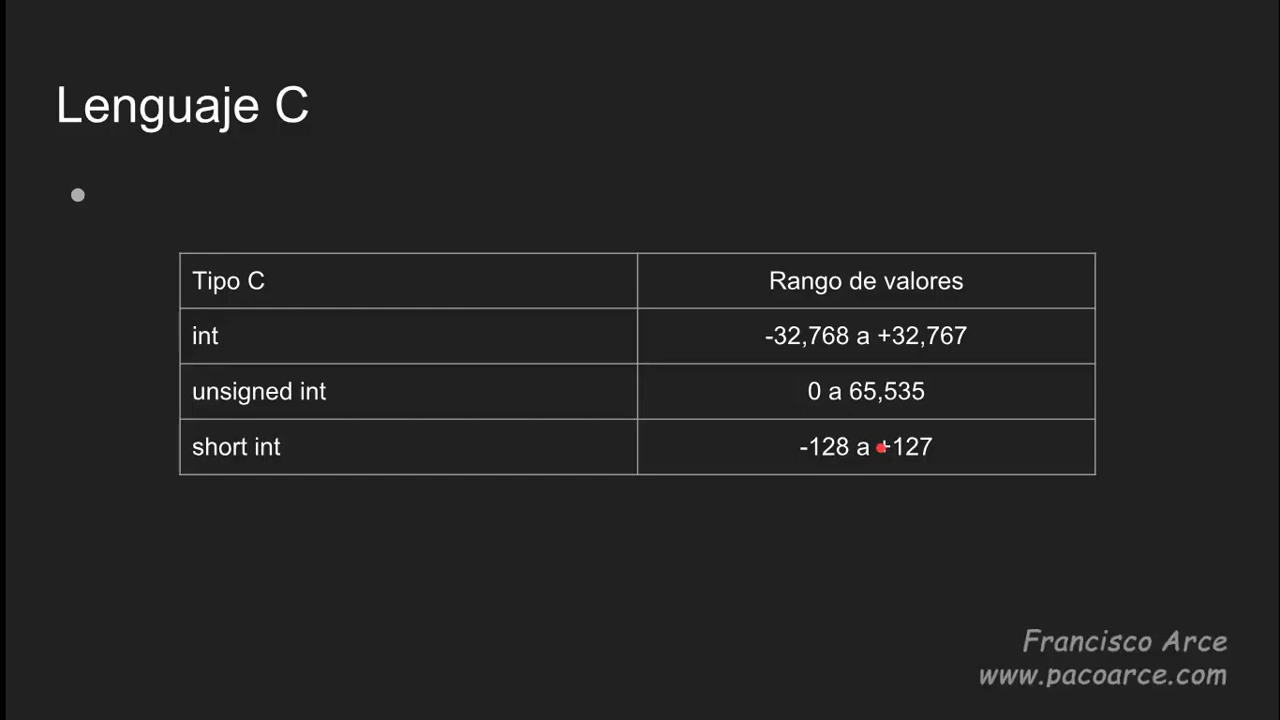 Lenguaje C
Tipo C Rango de valores
int -32,768 a +32,767
unsigned int 0 a 65,535
short int -128 a +127
Francisco Arce
www.pacoarce.com